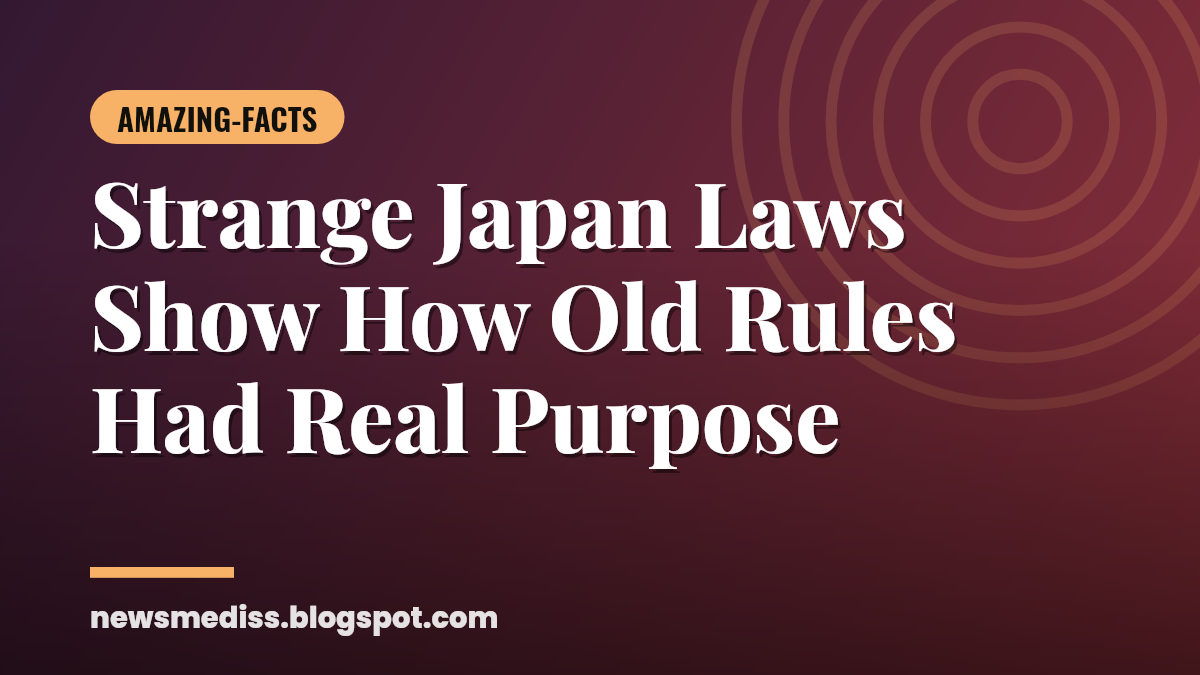 AMAZING-FACTS
Strange Japan Laws
Show How Old Rules
Had Real Purpose
newsmediss.blogspot.com